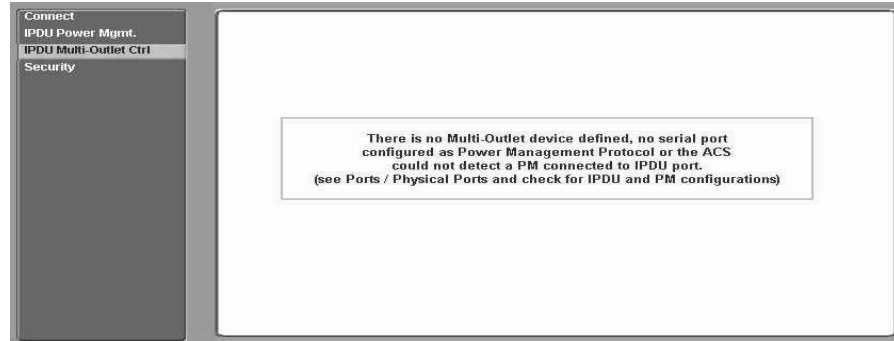 Connect
IPDU Power Mgmt.
IPDU Multi-Outlet Ctrl
Security
There is no Multi-Outlet device defined, no serial port
configured as Power Management Protocol or the ACS
could not detect a PM connected to IPDU port.
(see Ports / Physical Ports and check for IPDU and PM configurations)